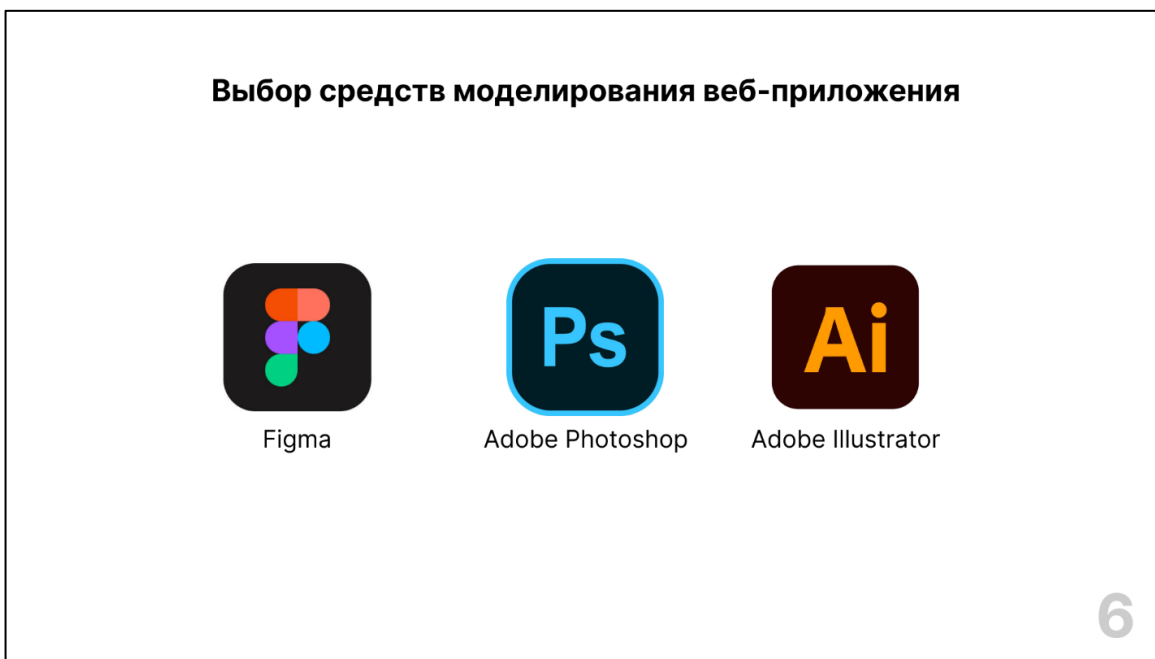 Выбор средств моделирования веб-приложения
Ps
Ai
Figma
Adobe Photoshop
Adobe Illustrator
6